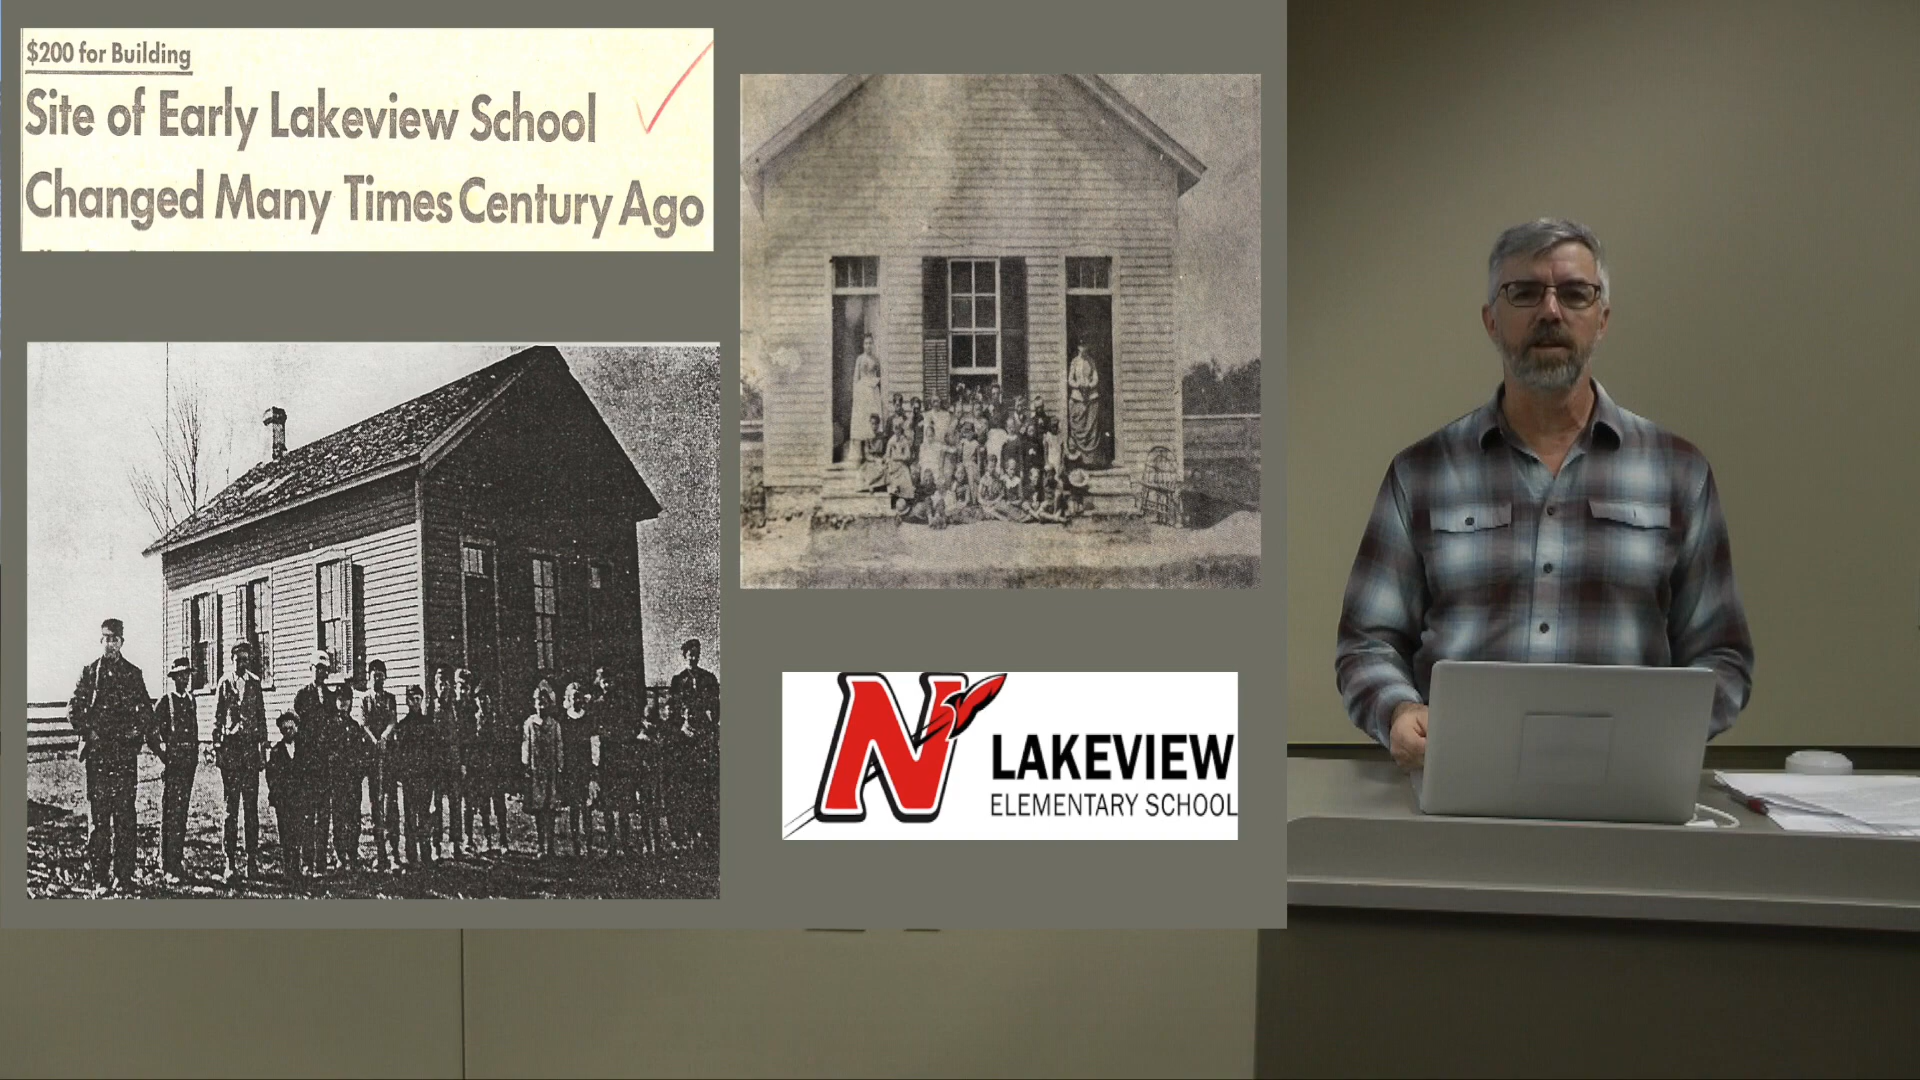 $200 for Building
Site of Early Lakeview School
Changed Many Times Century Ago
N
LAKEVIEW
ELEMENTARY SCHOOL